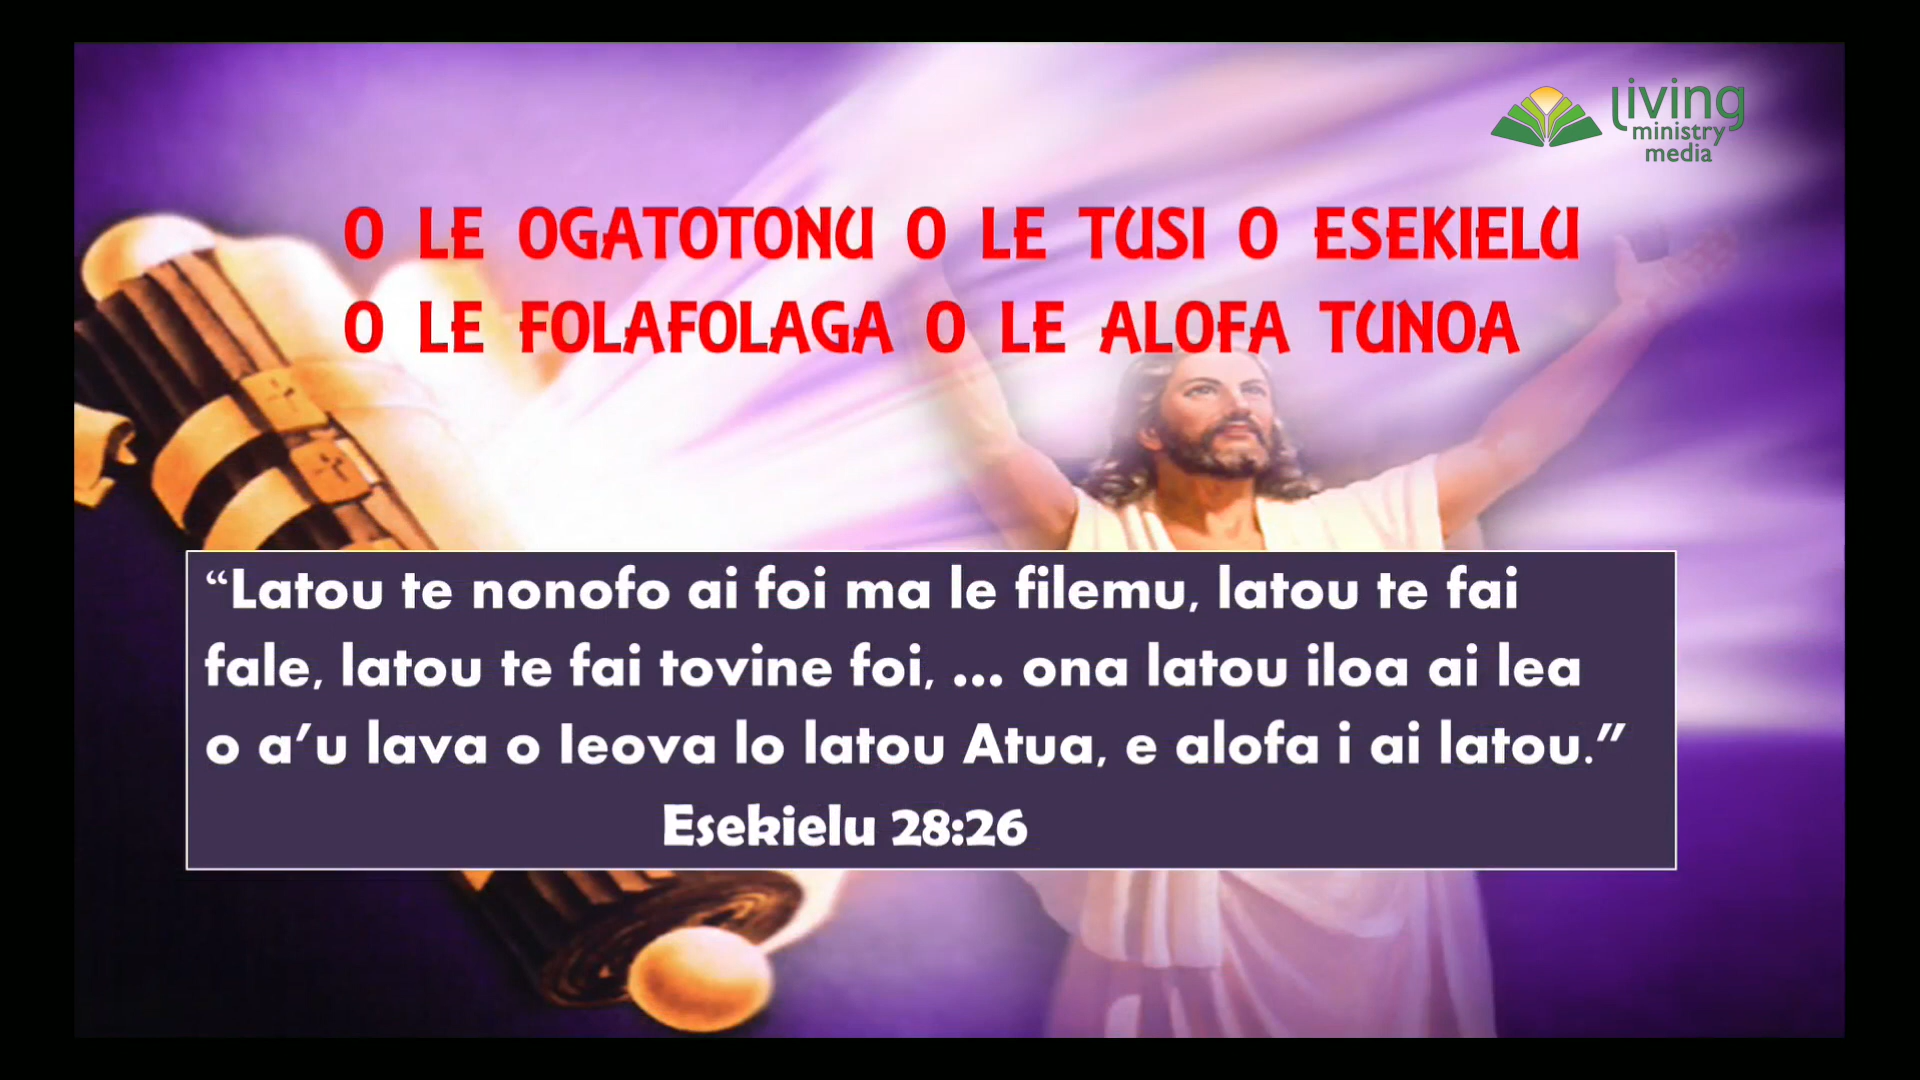 Living
ministry
media
O LE OGATOTONU O LE TUSI O ESEKIELU
O LE FOLAFOLAGA O LE ALOFA TUNOA
“Latou te nonofo ai foi ma le filemu, latou te fai
fale, latou te fai tovine foi, ... ona latou iloa ai lea
o a’u lava o Ieova lo latou Atua, e alofa i ai latou.”
Esekielu 28:26